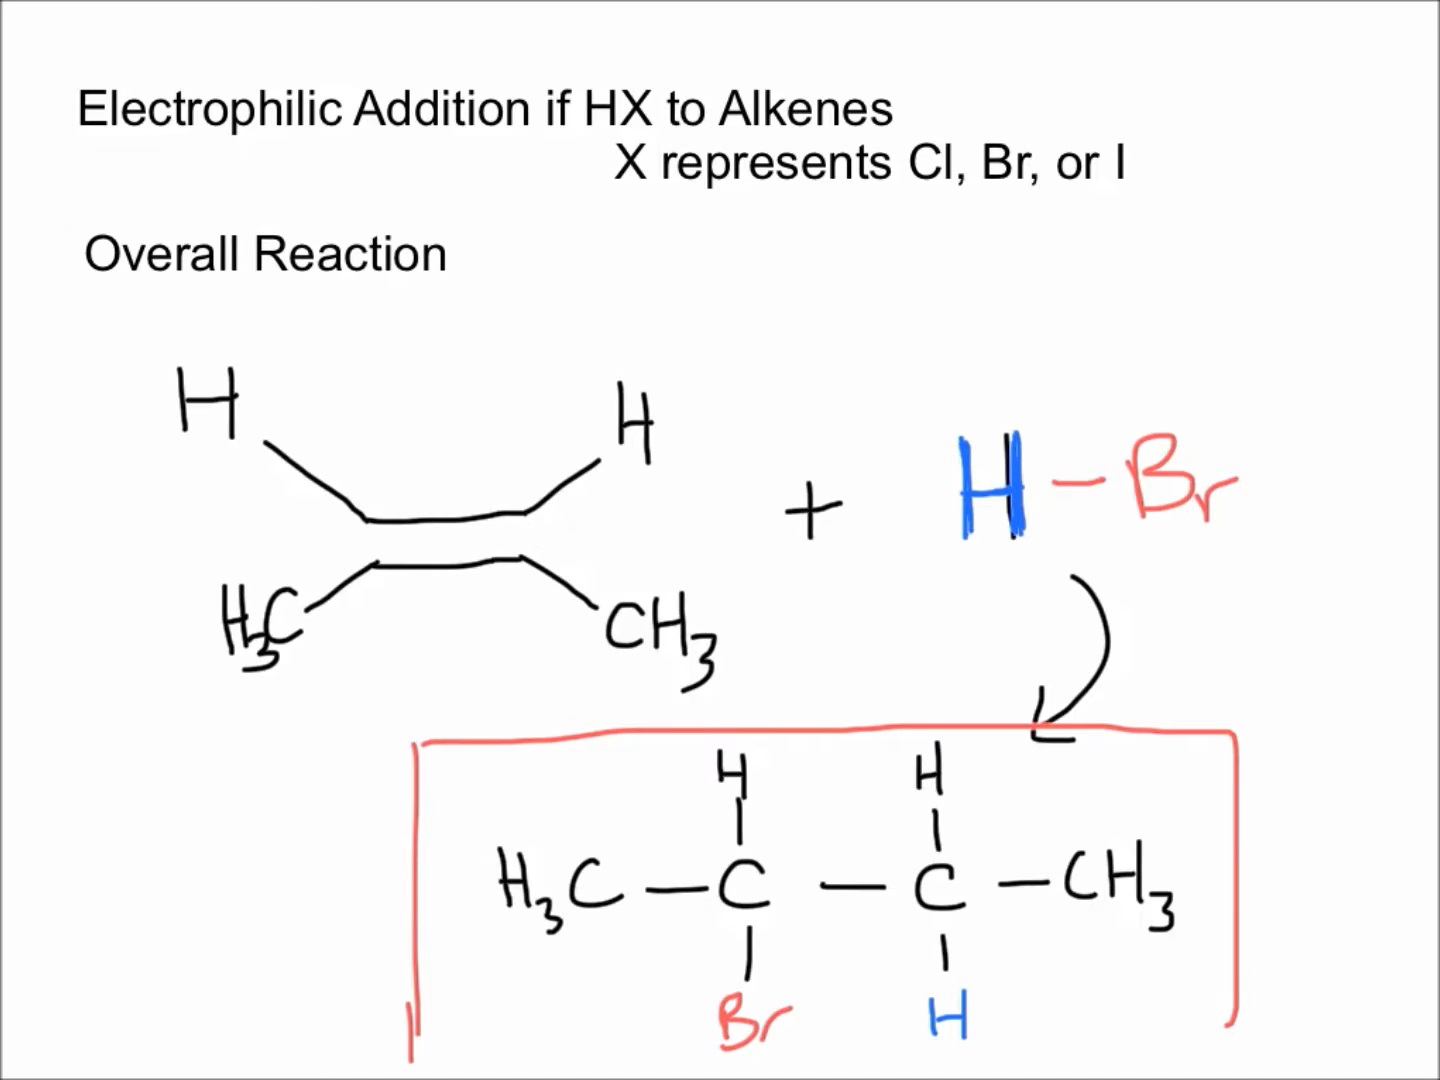 Electrophilic Addition if HX to Alkenes
X represents Cl, Br, or I
Overall Reaction
H H
+ H - Br
H3C CH3
H H
H3C - C - C - CH3
Br H